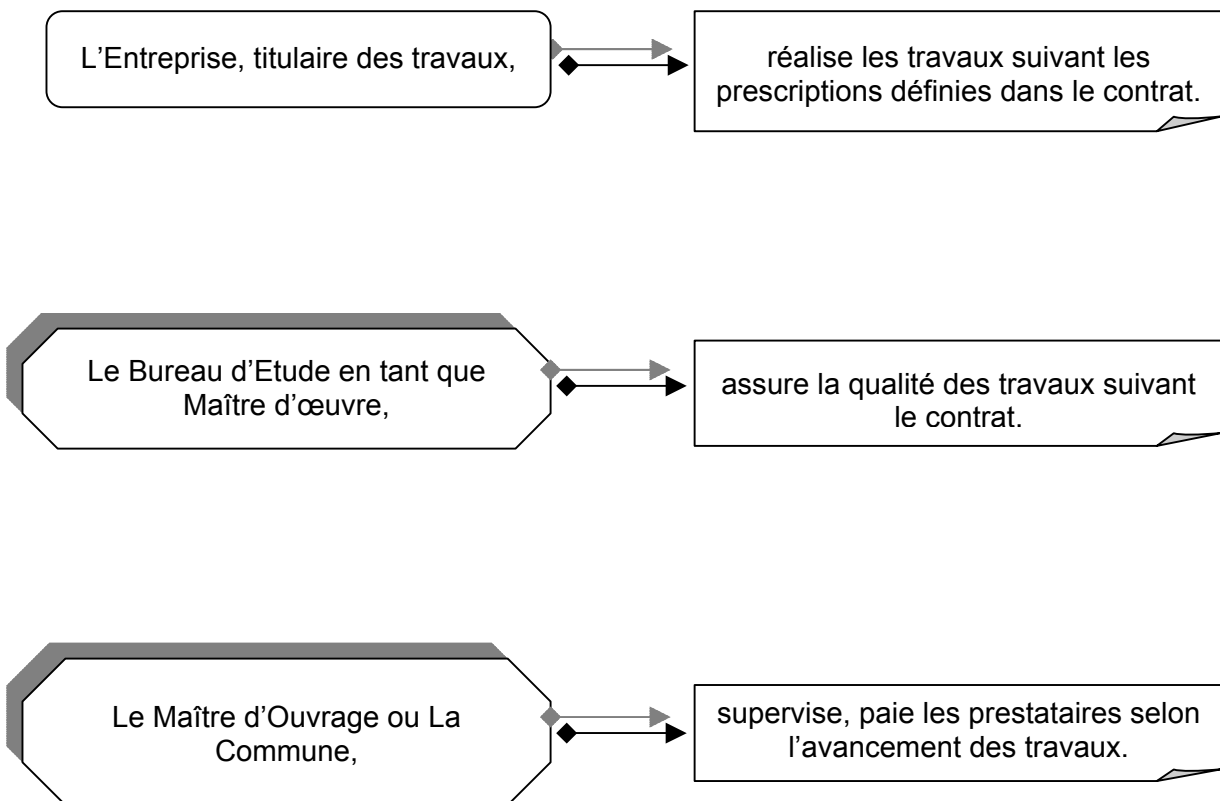 L’Entreprise, titulaire des travaux,
réalise les travaux suivant les
prescriptions définies dans le contrat.
Le Bureau d’Etude en tant que
Maître d’œuvre,
assure la qualité des travaux suivant
le contrat.
Le Maître d’Ouvrage ou La
Commune,
supervise, paie les prestataires selon
l’avancement des travaux.